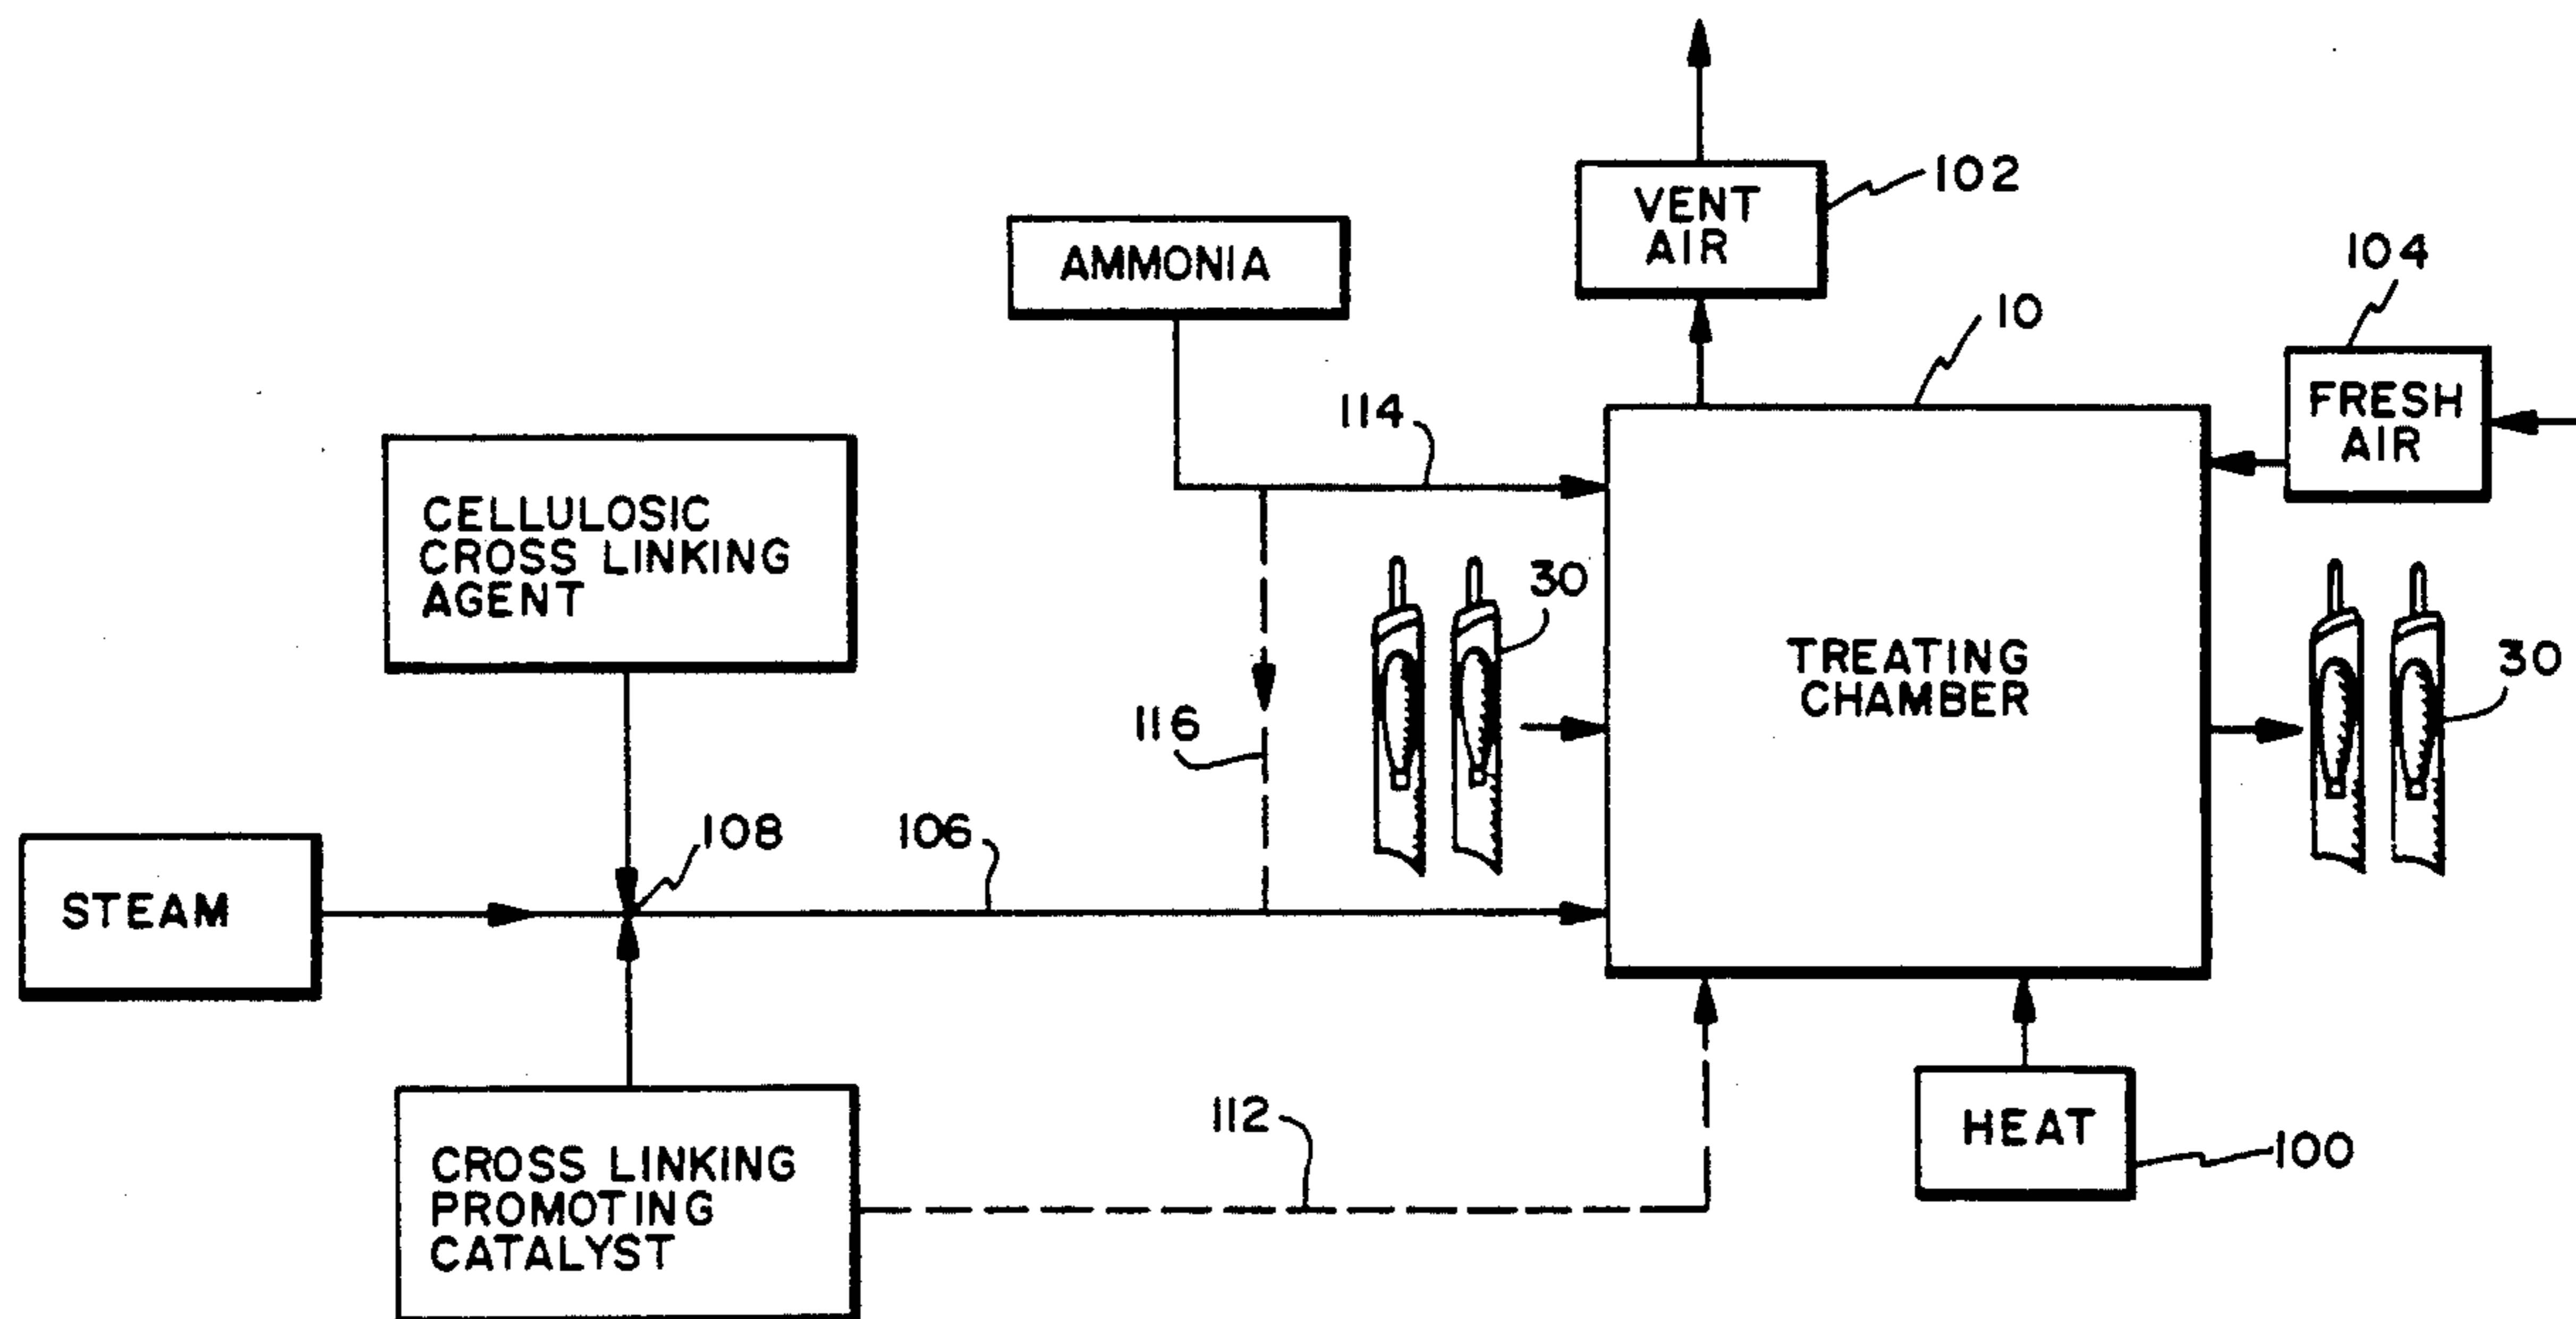 VENT
AIR
102
AMMONIA
104
10
FRESH
AIR
114
CELLULOSIC
CROSS LINKING
AGENT
30
TREATING
CHAMBER
30
116
108
106
STEAM
112
HEAT
100
CROSS LINKING
PROMOTING
CATALYST